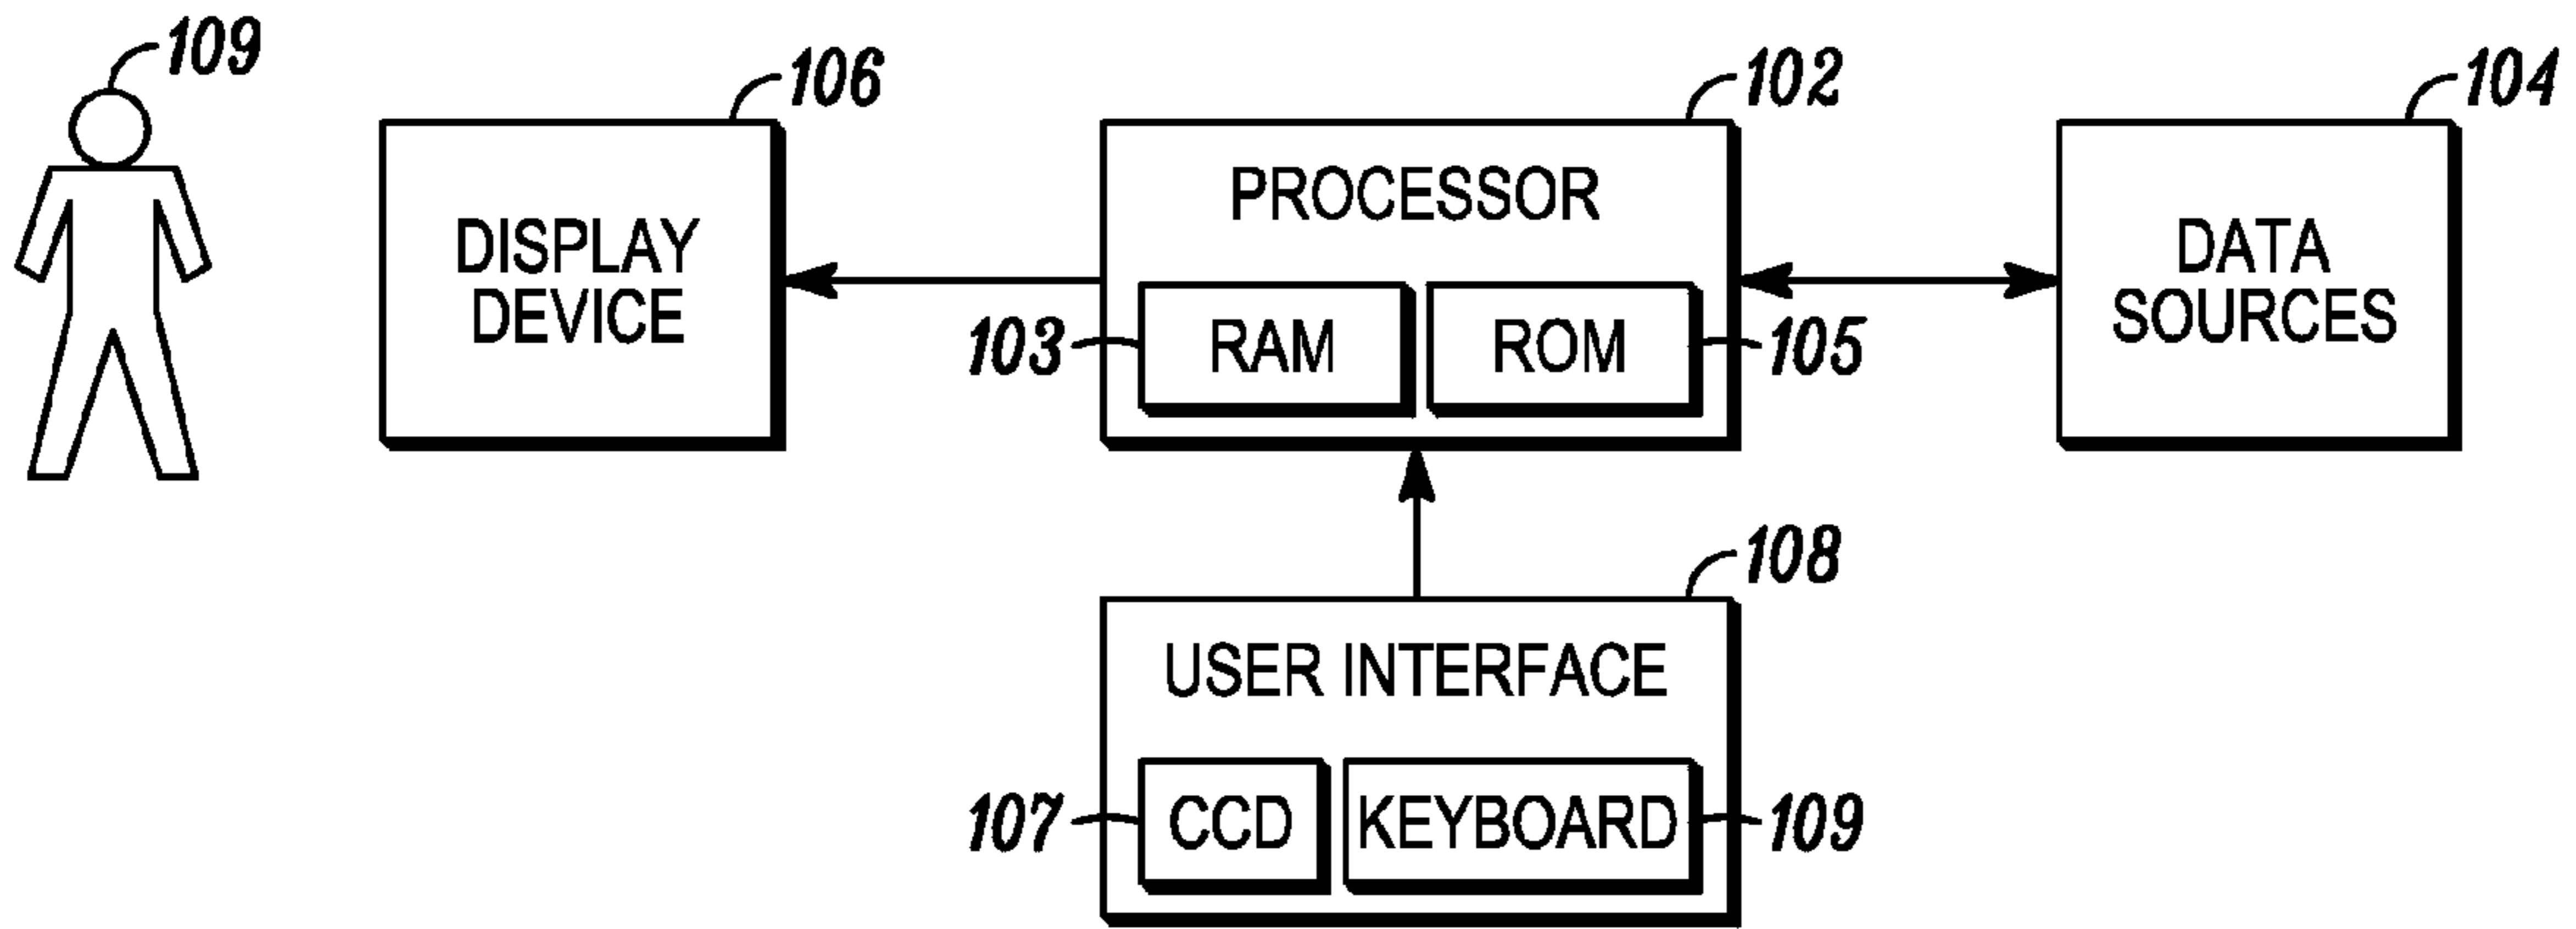 109
106
102
104
DISPLAY
DEVICE
PROCESSOR
103
RAM
ROM
105
DATA
SOURCES
108
USER INTERFACE
107
CCD
KEYBOARD
109